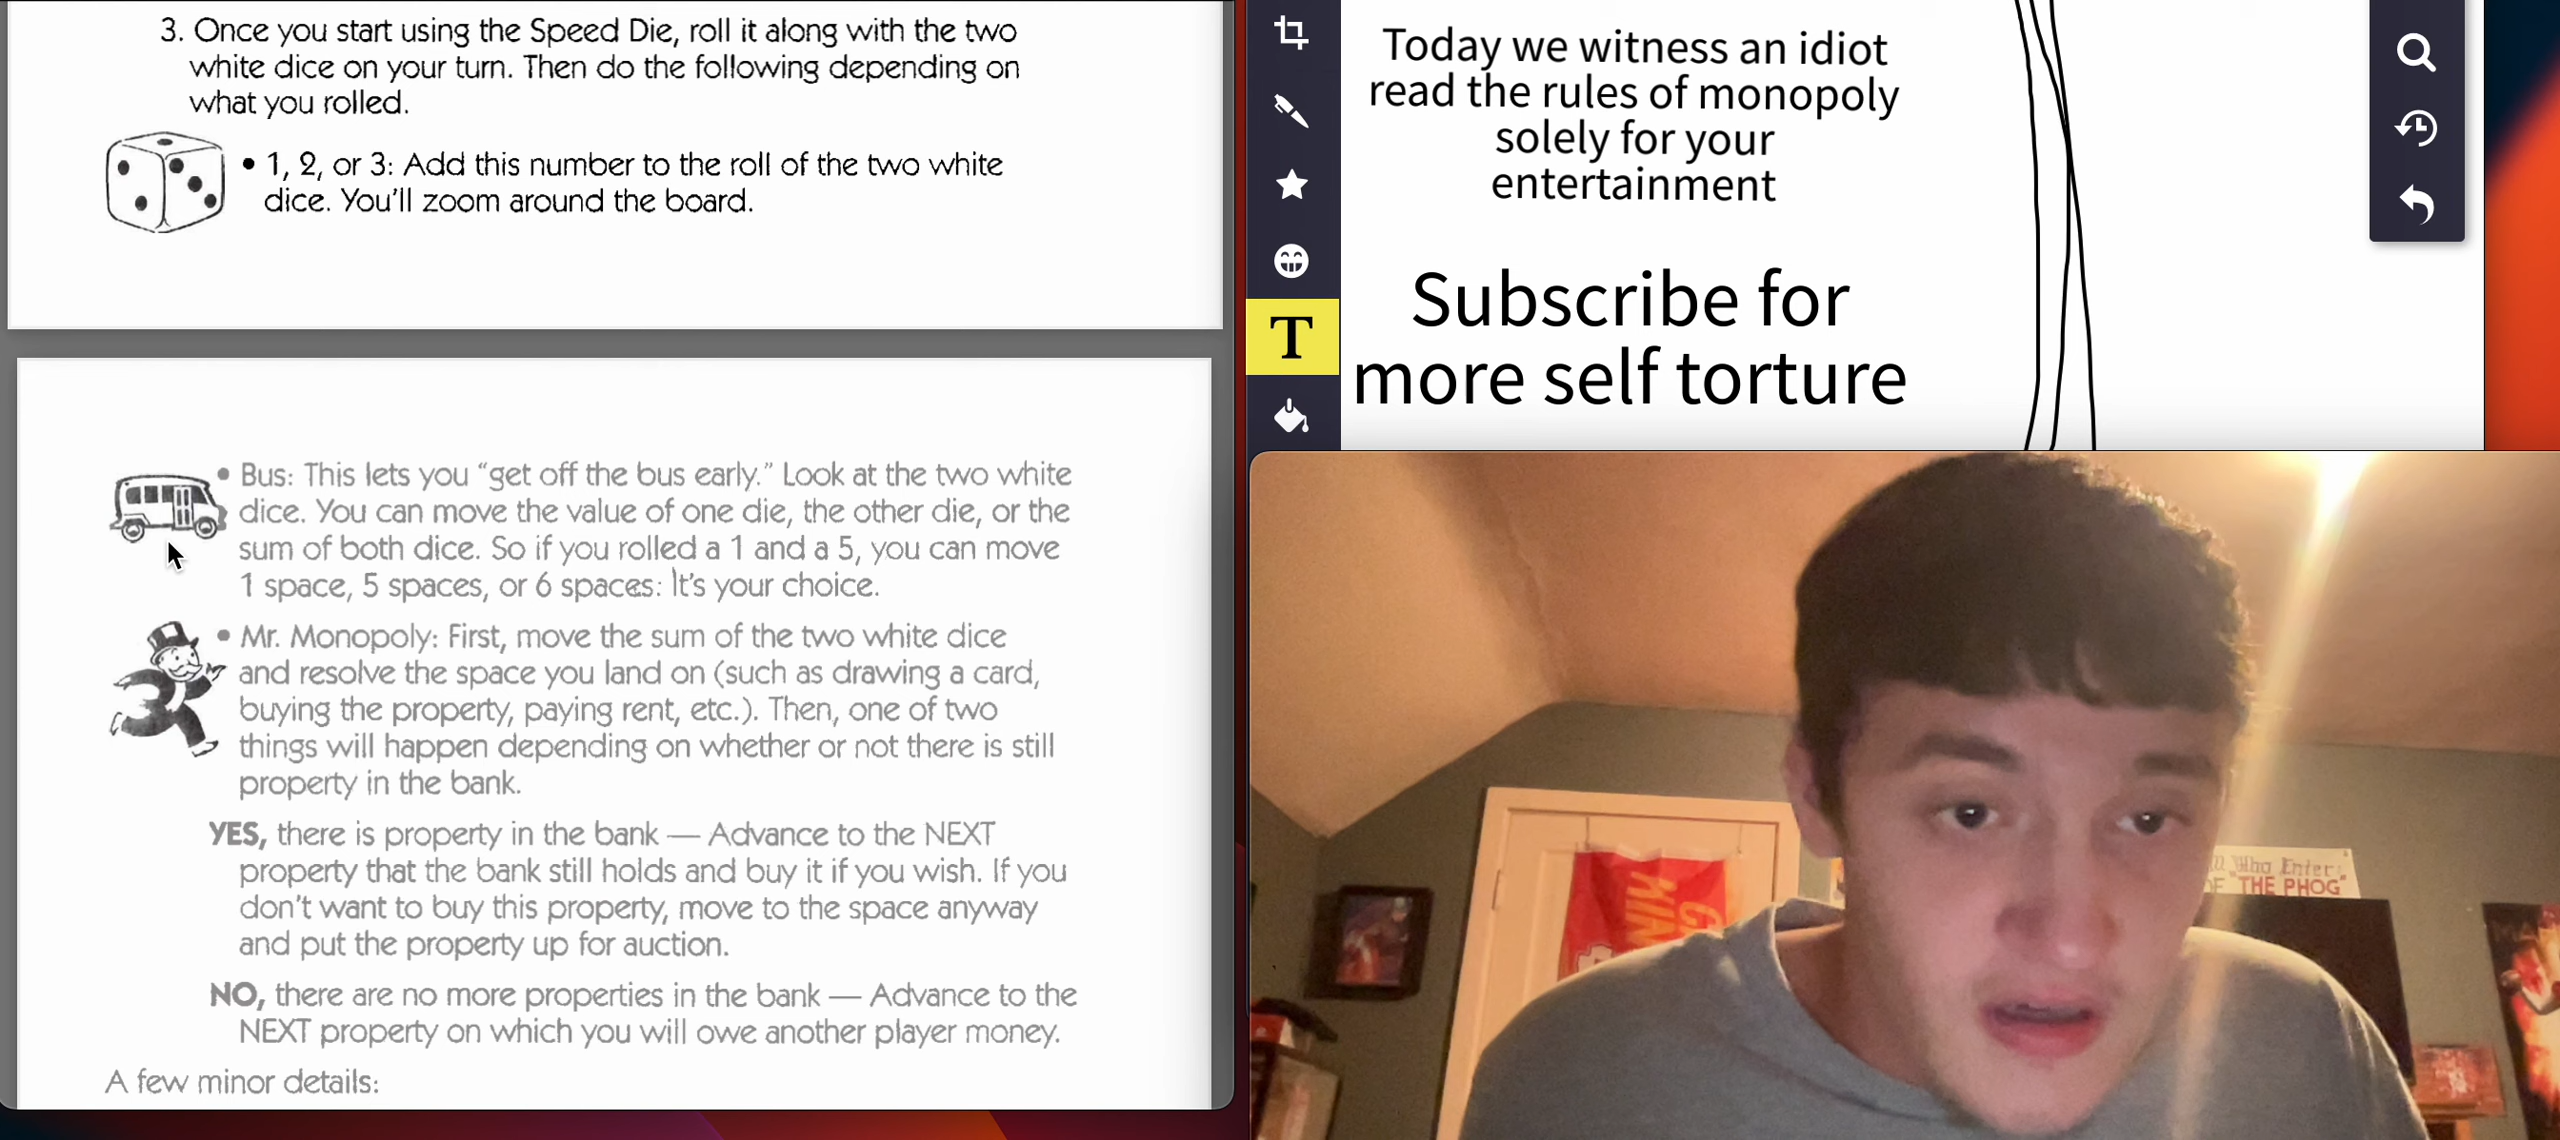 3. Once you start using the Speed Die, roll it along with the two
white dice on your turn. Then do the following depending on
what you rolled.
• 1, 2, or 3: Add this number to the roll of the two white
dice. You'll zoom around the board.
• Bus: This lets you “get off the bus early.” Look at the two white
dice. You can move the value of one die, the other die, or the
sum of both dice. So if you rolled a 1 and a 5, you can move
1 space, 5 spaces, or 6 spaces: It's your choice.
• Mr. Monopoly: First, move the sum of the two white dice
and resolve the space you land on (such as drawing a card,
buying the property, paying rent, etc.). Then, one of two
things will happen depending on whether or not there is still
property in the bank.
YES, there is property in the bank — Advance to the NEXT
property that the bank still holds and buy it if you wish. If you
don't want to buy this property, move to the space anyway
and put the property up for auction.
NO, there are no more properties in the bank — Advance to the
NEXT property on which you will owe another player money.
A few minor details:
Today we witness an idiot
read the rules of monopoly
solely for your
entertainment
Subscribe for
more self torture
T
Who Enter:
"THE PHOG"